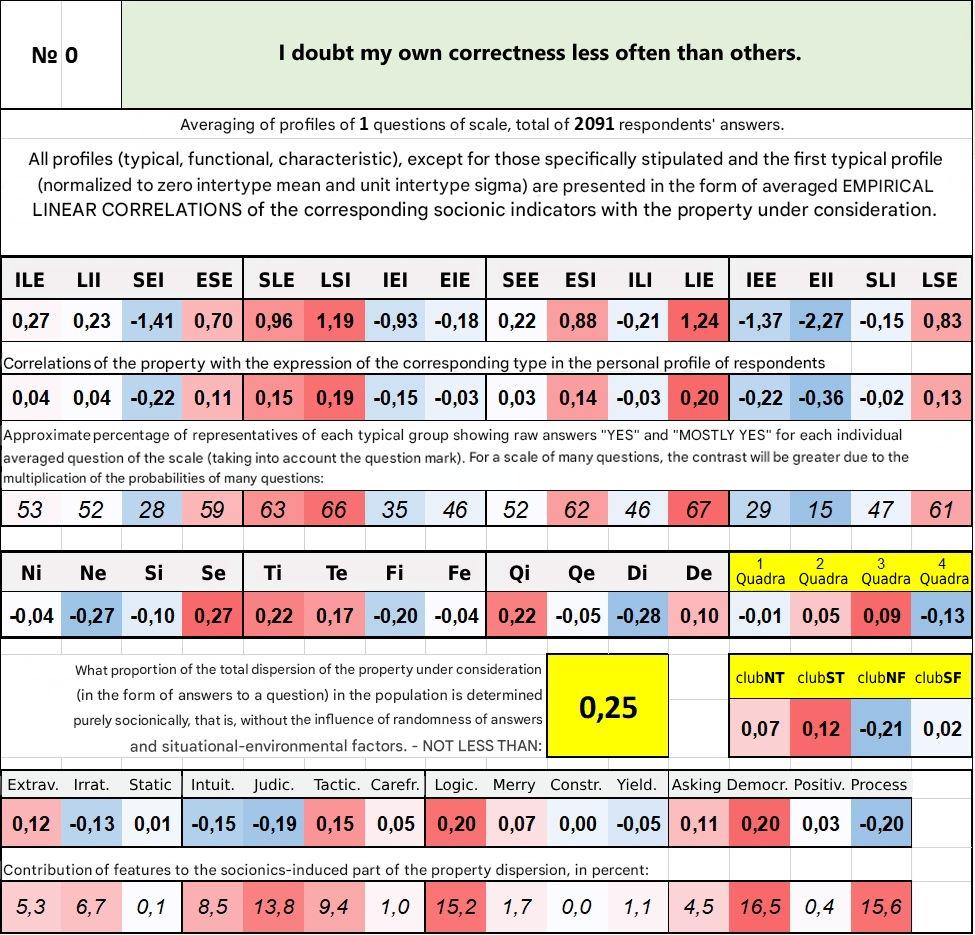 № 0
I doubt my own correctness less often than others.
Averaging of profiles of 1 questions of scale, total of 2091 respondents' answers.
All profiles (typical, functional, characteristic), except for those specifically stipulated and the first typical profile
(normalized to zero intertype mean and unit intertype sigma) are presented in the form of averaged EMPIRICAL
LINEAR CORRELATIONS of the corresponding socionic indicators with the property under consideration.
ILE LII SEI ESE SLE LSI IEI EIE SEE ESI ILI LIE IEE EII SLI LSE
0,27 0,23 -1,41 0,70 0,96 1,19 -0,93 -0,18 0,22 0,88 -0,21 1,24 -1,37 -2,27 -0,15 0,83
Correlations of the property with the expression of the corresponding type in the personal profile of respondents
0,04 0,04 -0,22 0,11 0,15 0,19 -0,15 -0,03 0,03 0,14 -0,03 0,20 -0,22 -0,36 -0,02 0,13
Approximate percentage of representatives of each typical group showing raw answers "YES" and "MOSTLY YES" for each individual
averaged question of the scale (taking into account the question mark). For a scale of many questions, the contrast will be greater due to the
multiplication of the probabilities of many questions:
53 52 28 59 63 66 35 46 52 62 46 67 29 15 47 61
Ni Ne Si Se Ti Te Fi Fe Qi Qe Di De 1 Quadra 2 Quadra 3 Quadra 4 Quadra
-0,04 -0,27 -0,10 0,27 0,22 0,17 -0,20 -0,04 0,22 -0,05 -0,28 0,10 -0,01 0,05 0,09 -0,13
What proportion of the total dispersion of the property under consideration
(in the form of answers to a question) in the population is determined
purely socionically, that is, without the influence of randomness of answers
and situational-environmental factors. - NOT LESS THAN:
0,25
clubNT clubST clubNF clubSF
0,07 0,12 -0,21 0,02
Extrav. Irrat. Static Intuit. Judic. Tactic. Carefr. Logic. Merry Constr. Yield. Asking Democr. Positiv. Process
0,12 -0,13 0,01 -0,15 -0,19 0,15 0,05 0,20 0,07 0,00 -0,05 0,11 0,20 0,03 -0,20
Contribution of features to the socionics-induced part of the property dispersion, in percent:
5,3 6,7 0,1 8,5 13,8 9,4 1,0 15,2 1,7 0,0 1,1 4,5 16,5 0,4 15,6